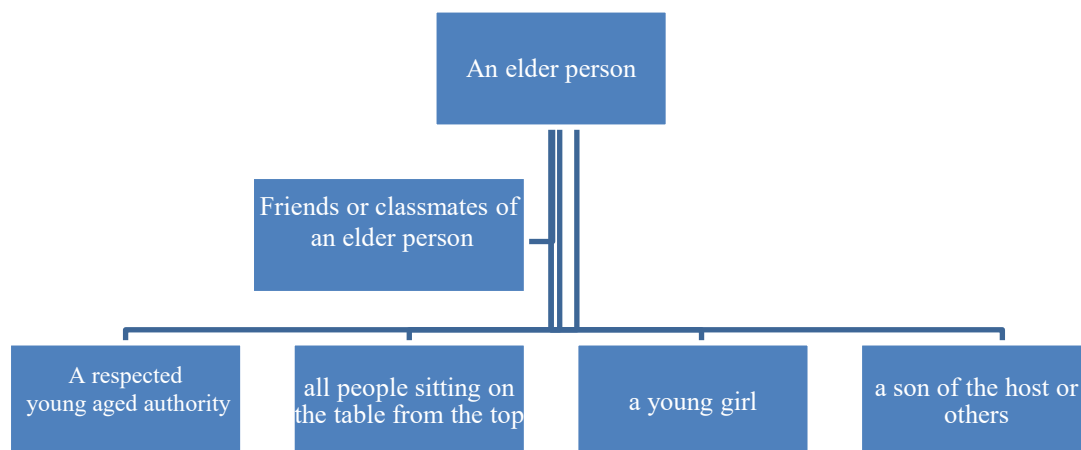 An elder person
Friends or classmates of
an elder person
A respected
young aged authority
all people sitting on
the table from the top
a young girl
a son of the host or
others